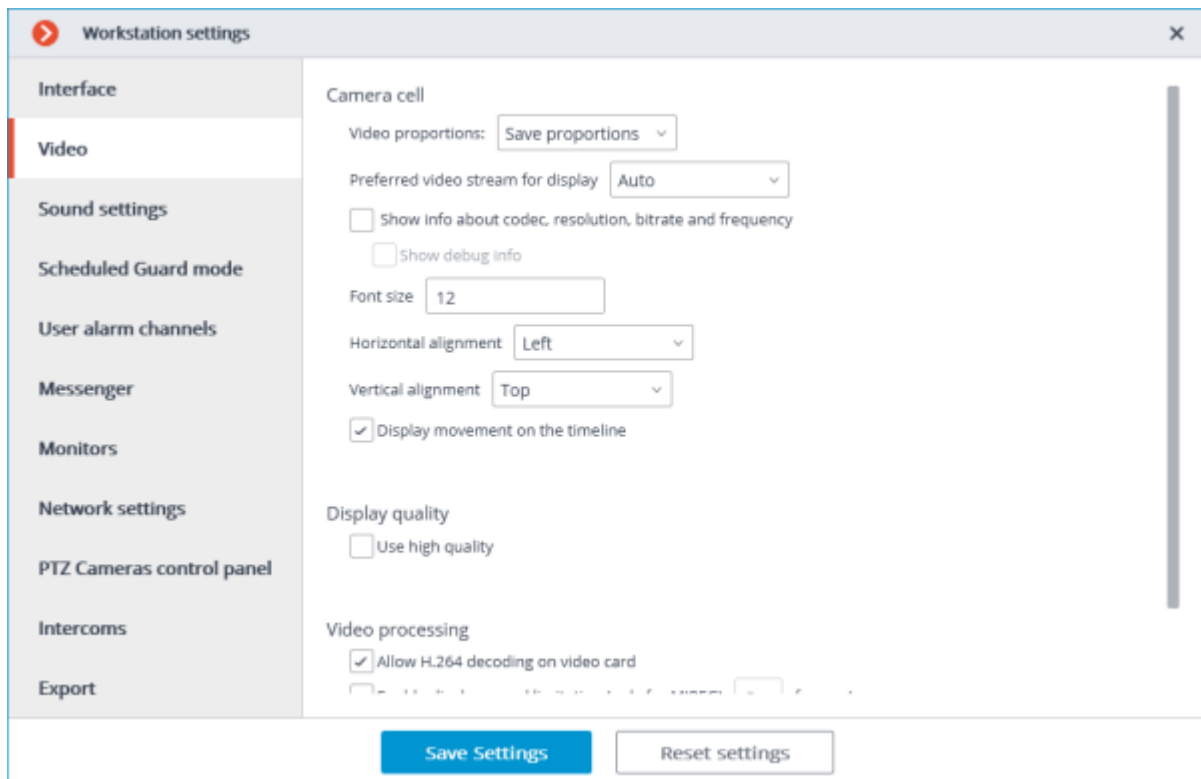 Workstation settings
Interface
Video
Sound settings
Scheduled Guard mode
User alarm channels
Messenger
Monitors
Network settings
PTZ Cameras control panel
Intercoms
Export
Camera cell
Video proportions: Save proportions
Preferred video stream for display Auto
Show info about codec, resolution, bitrate and frequency
Show debug info
Font size 12
Horizontal alignment Left
Vertical alignment Top
Display movement on the timeline
Display quality
Use high quality
Video processing
Allow H.264 decoding on video card
Save Settings
Reset settings